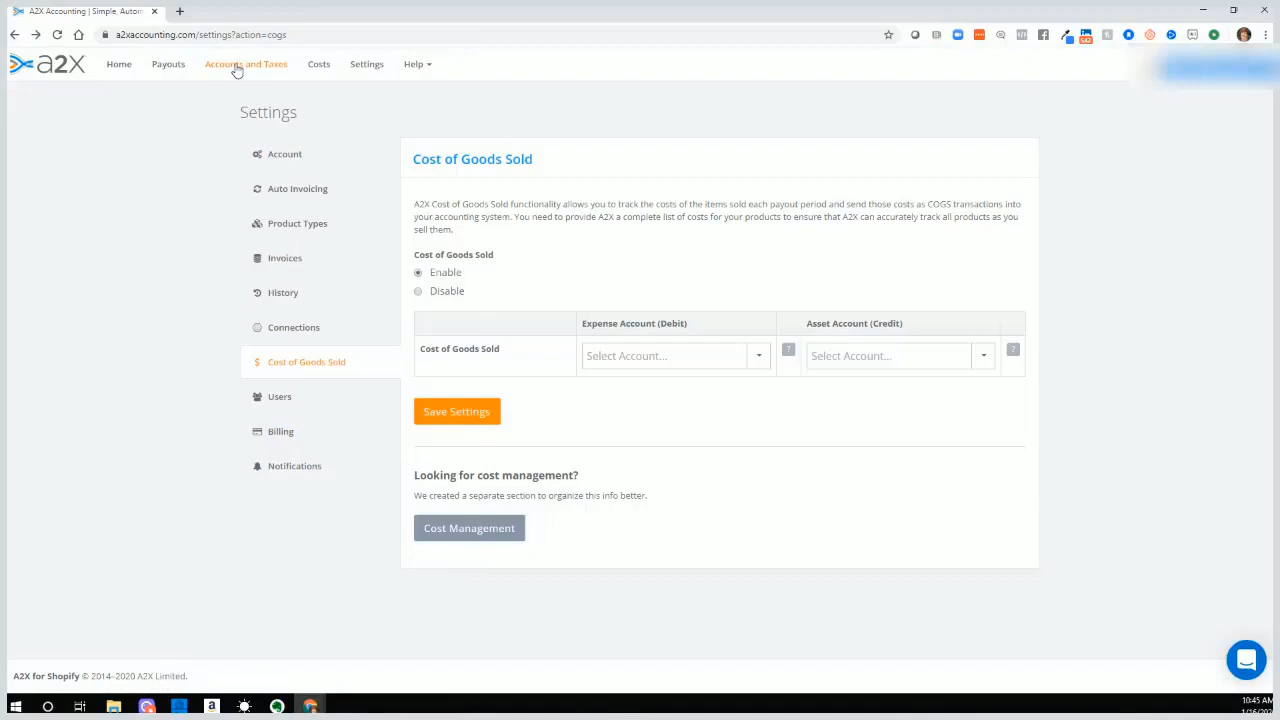 A2X Accounting | Simple, Autom
a2xaccounting.com/settings?action=cogs
542
a2x
Home
Payouts
Accounts and Taxes
Costs
Settings
Help
Settings
Account
Auto Invoicing
Product Types
Invoices
History
Connections
Cost of Goods Sold
Users
Billing
Notifications
Cost of Goods Sold
A2X Cost of Goods Sold functionality allows you to track the costs of the items sold each payout period and send those costs as COGS transactions into
your accounting system. You need to provide A2X a complete list of costs for your products to ensure that A2X can accurately track all products as you
sell them.
Cost of Goods Sold
Enable
Disable
Expense Account (Debit)
Asset Account (Credit)
Cost of Goods Sold
Select Account...
?
Select Account...
?
Save Settings
Looking for cost management?
We created a separate section to organize this info better.
Cost Management
A2X for Shopify © 2014–2020 A2X Limited.
10:45 AM